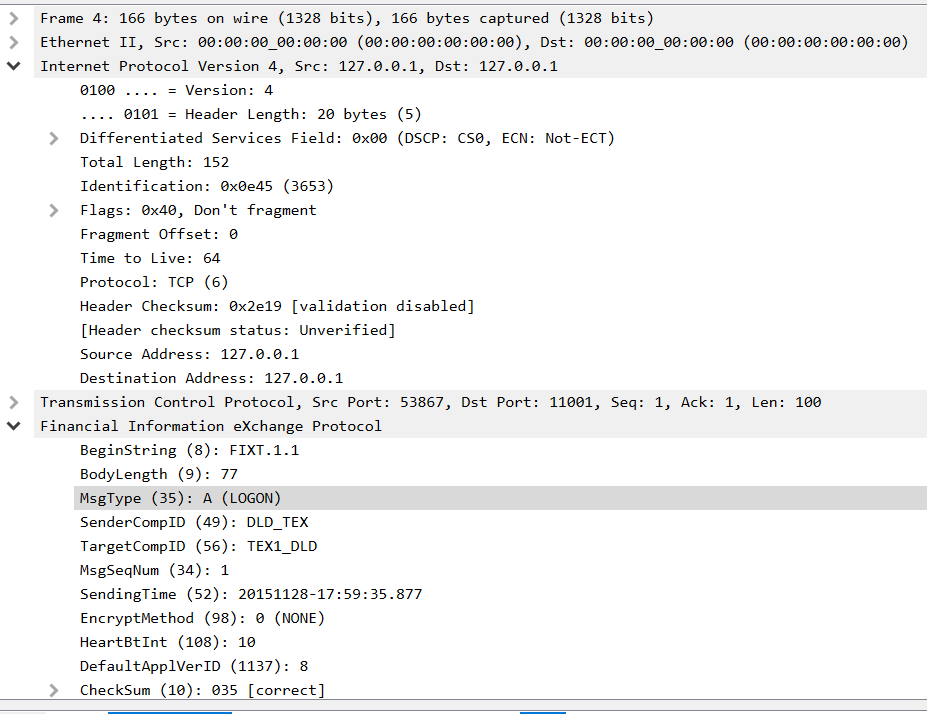 Frame 4: 166 bytes on wire (1328 bits), 166 bytes captured (1328 bits)
Ethernet II, Src: 00:00:00_00:00:00 (00:00:00:00:00:00), Dst: 00:00:00_00:00:00 (00:00:00:00:00:00)
Internet Protocol Version 4, Src: 127.0.0.1, Dst: 127.0.0.1
0100 .... = Version: 4
.... 0101 = Header Length: 20 bytes (5)
Differentiated Services Field: 0x00 (DSCP: CS0, ECN: Not-ECT)
Total Length: 152
Identification: 0x0e45 (3653)
Flags: 0x40, Don't fragment
Fragment Offset: 0
Time to Live: 64
Protocol: TCP (6)
Header Checksum: 0x2e19 [validation disabled]
[Header checksum status: Unverified]
Source Address: 127.0.0.1
Destination Address: 127.0.0.1
Transmission Control Protocol, Src Port: 53867, Dst Port: 11001, Seq: 1, Ack: 1, Len: 100
Financial Information eXchange Protocol
BeginString (8): FIXT.1.1
BodyLength (9): 77
MsgType (35): A (LOGON)
SenderCompID (49): DLD_TEX
TargetCompID (56): TEX1_DLD
MsgSeqNum (34): 1
SendingTime (52): 20151128-17:59:35.877
EncryptMethod (98): 0 (NONE)
HeartBtInt (108): 10
DefaultApplVerID (1137): 8
CheckSum (10): 035 [correct]